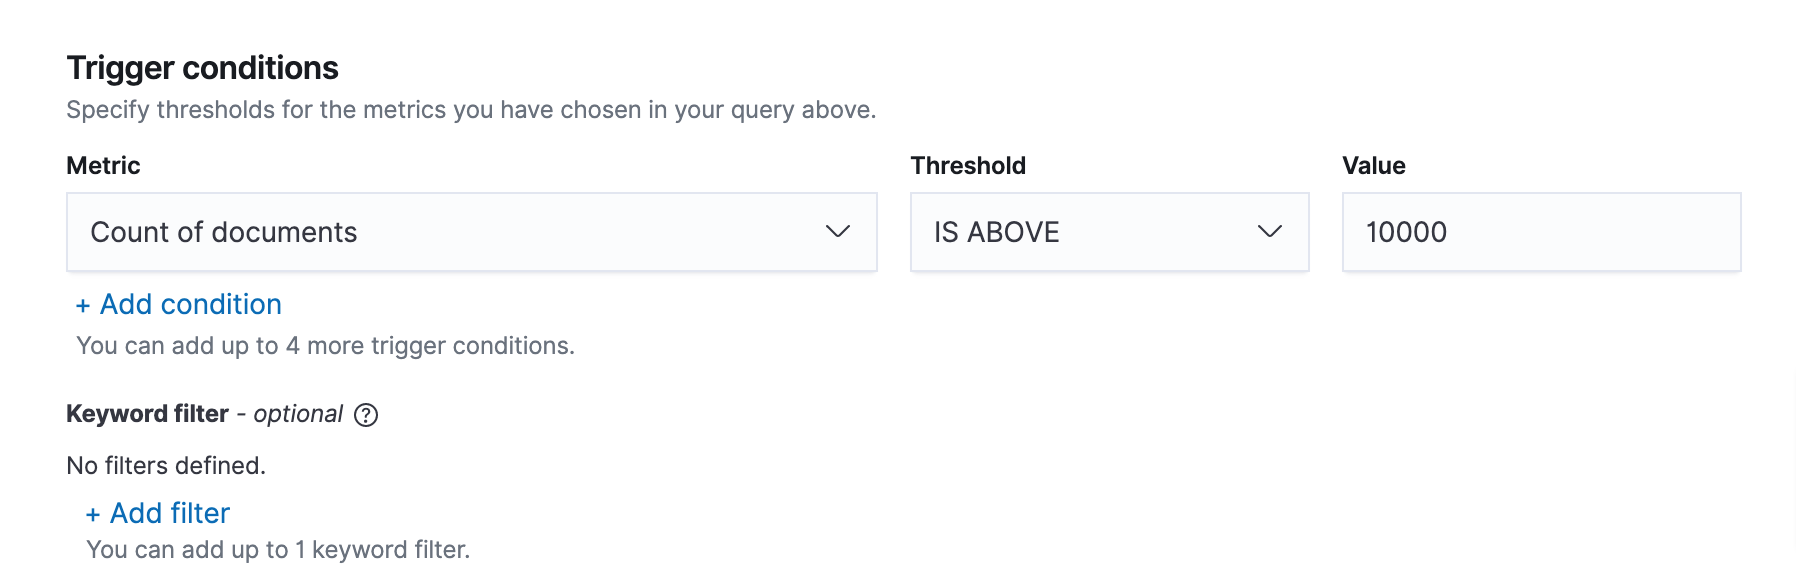 Trigger conditions
Specify thresholds for the metrics you have chosen in your query above.
Metric Threshold Value
Count of documents IS ABOVE 10000
+ Add condition
You can add up to 4 more trigger conditions.
Keyword filter - optional ?
No filters defined.
+ Add filter
You can add up to 1 keyword filter.